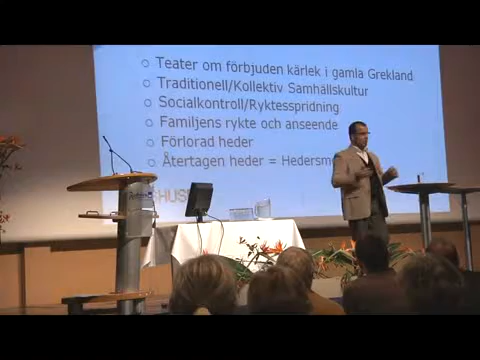 Teater om förbjuden kärlek i gamla Grekland
Traditionell/Kollektiv Samhällskultur
Socialkontroll/Ryktesspridning
Familjens rykte och anseende
Förlorad heder
Återtagen heder = Hedersm